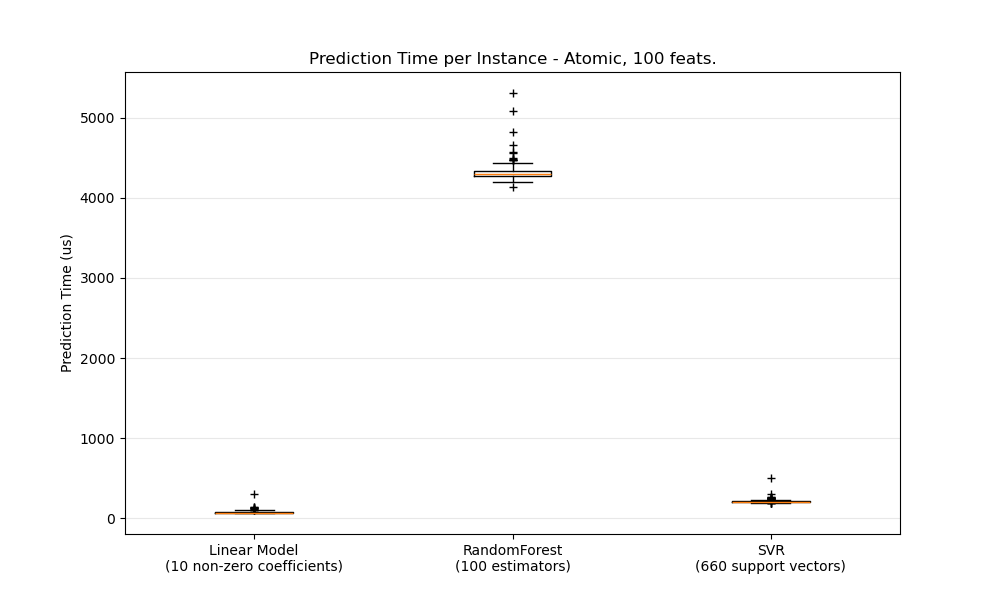 Prediction Time per Instance - Atomic, 100 feats.
Prediction Time (us)
5000
4000
3000
2000
1000
0
Linear Model
(10 non-zero coefficients)
RandomForest
(100 estimators)
SVR
(660 support vectors)